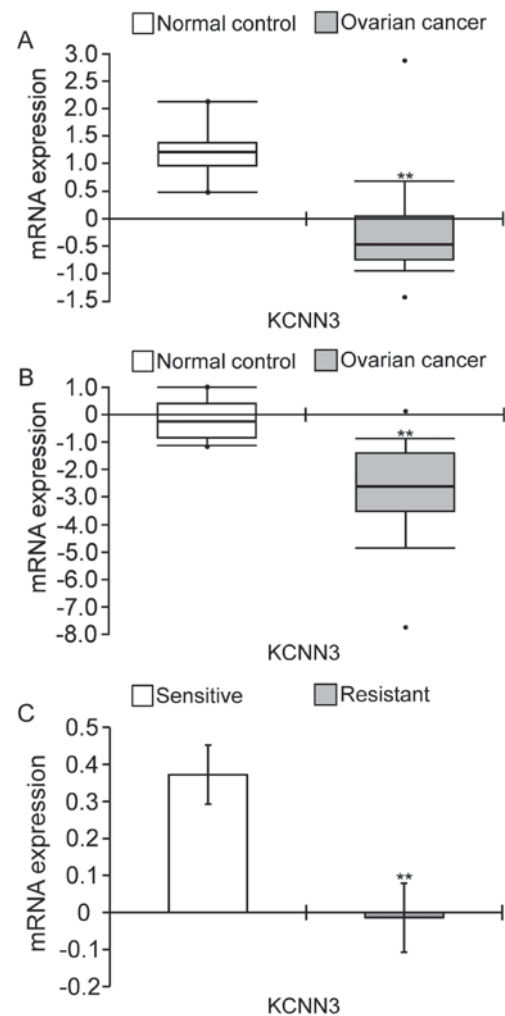 A
Normal control
Ovarian cancer
mRNA expression
3.0
2.5
2.0
1.5
1.0
0.5
0
-0.5
-1.0
-1.5
**
KCNN3
B
Normal control
Ovarian cancer
mRNA expression
1.0
0
-1.0
-2.0
-3.0
-4.0
-5.0
-6.0
-7.0
-8.0
**
KCNN3
C
Sensitive
Resistant
mRNA expression
0.5
0.4
0.3
0.2
0.1
0
-0.1
-0.2
**
KCNN3